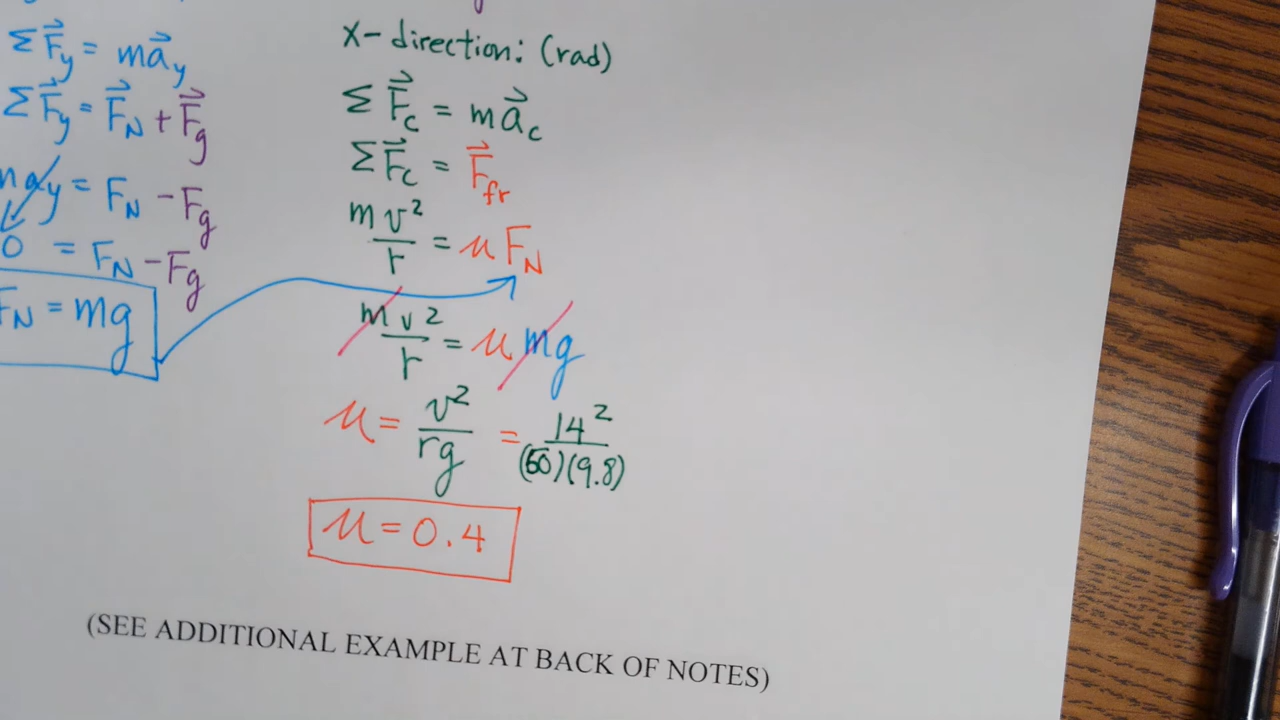 ΣF⃗y = ma⃗y
ΣF⃗y = F⃗N + F⃗g
may = FN - Fg
0 = FN - Fg
FN = mg
X-direction: (rad)
ΣF⃗c = ma⃗c
ΣF⃗c = F⃗fr
mv²/r = μFN
mv²/r = μmg
μ = v²/rg = 14²/(50)(9.8)
μ = 0.4
(SEE ADDITIONAL EXAMPLE AT BACK OF NOTES)